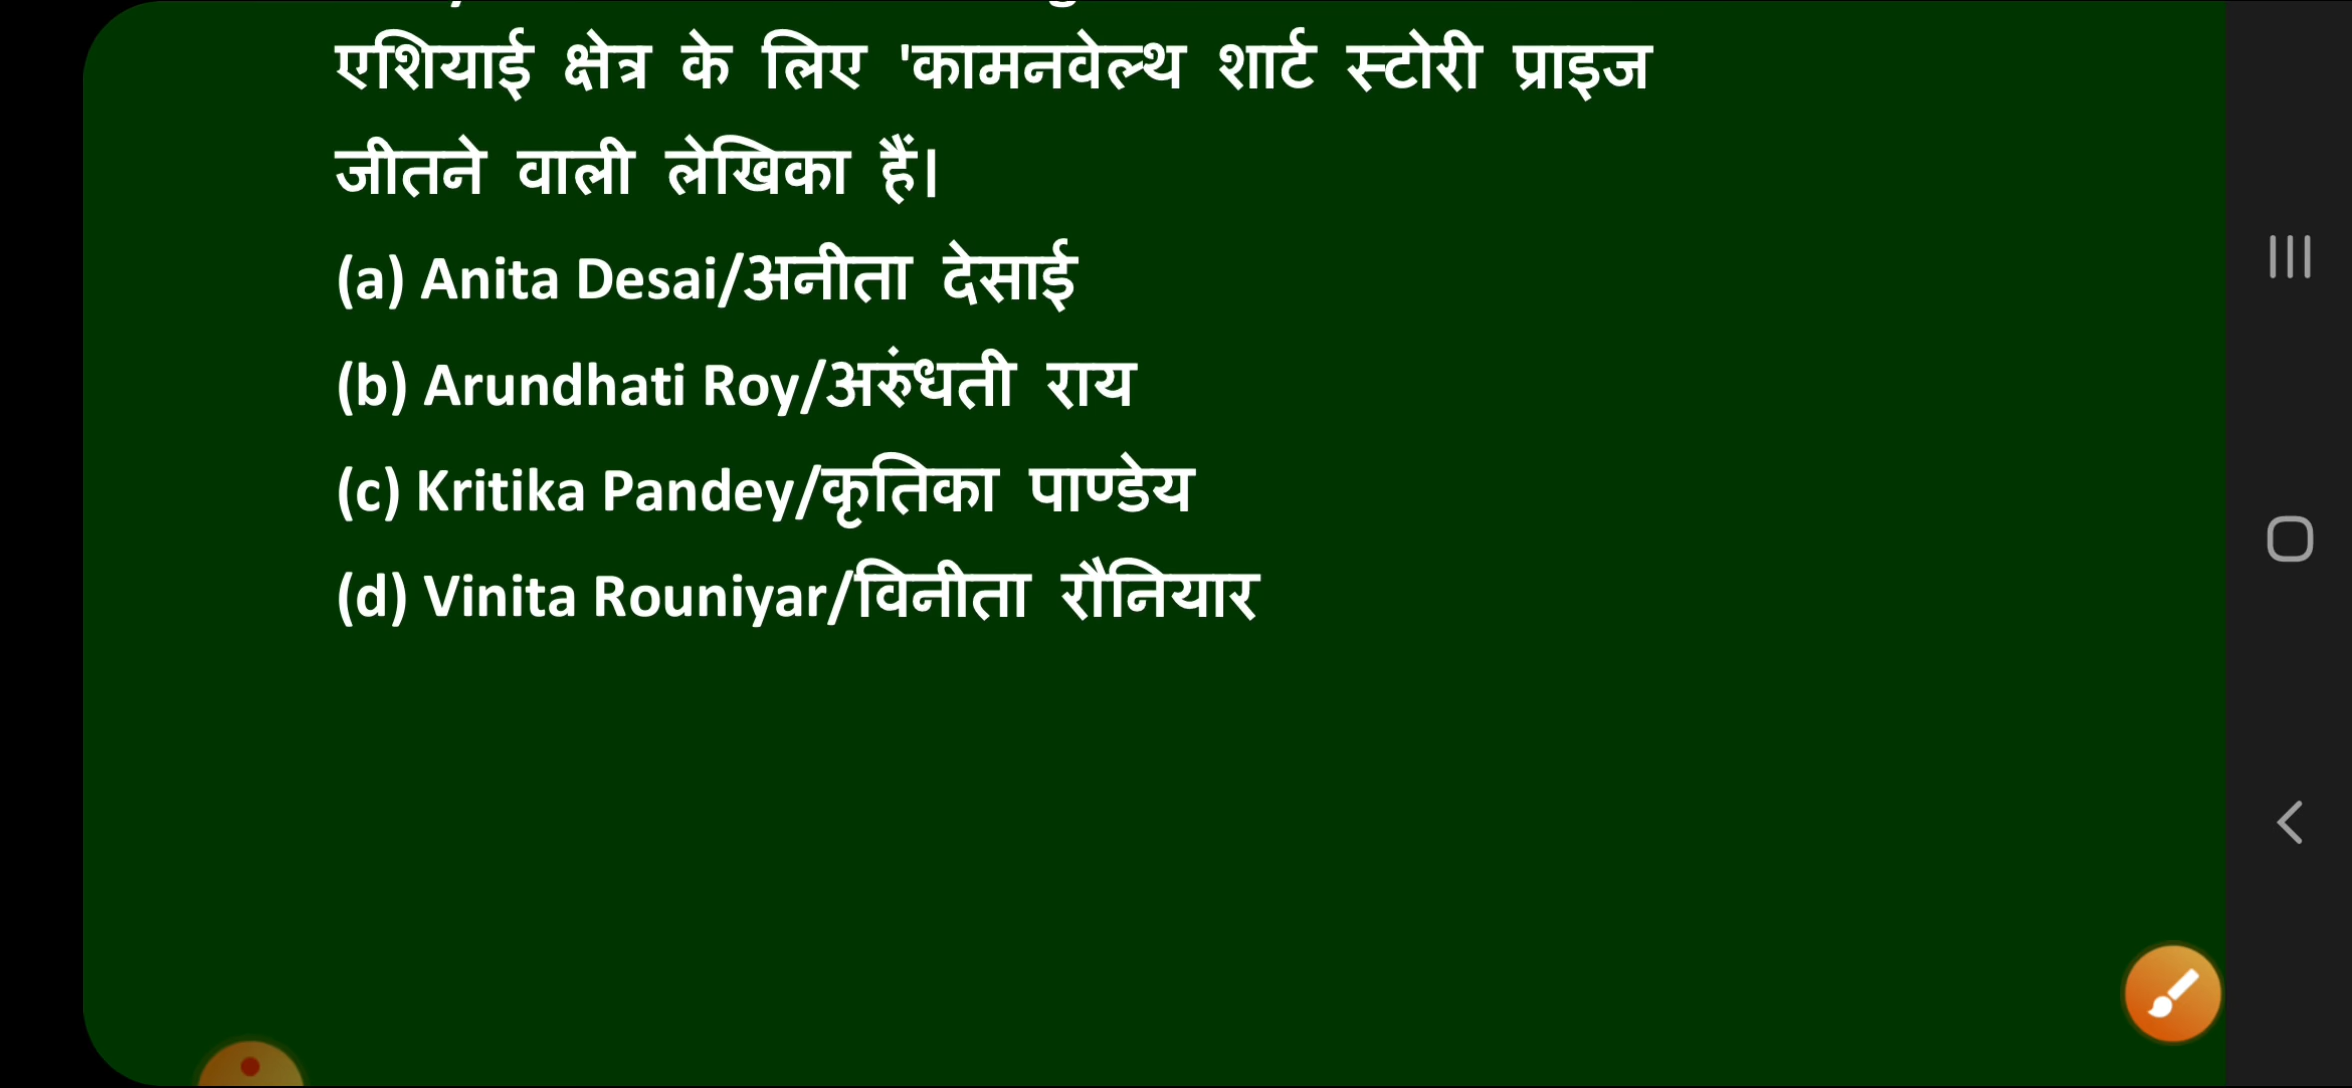 एशियाई क्षेत्र के लिए 'कामनवेल्थ शार्ट स्टोरी प्राइज
जीतने वाली लेखिका हैं।
(a) Anita Desai/अनीता देसाई
(b) Arundhati Roy/अरुंधती राय
(c) Kritika Pandey/कृतिका पाण्डेय
(d) Vinita Rouniyar/विनीता रौनियार